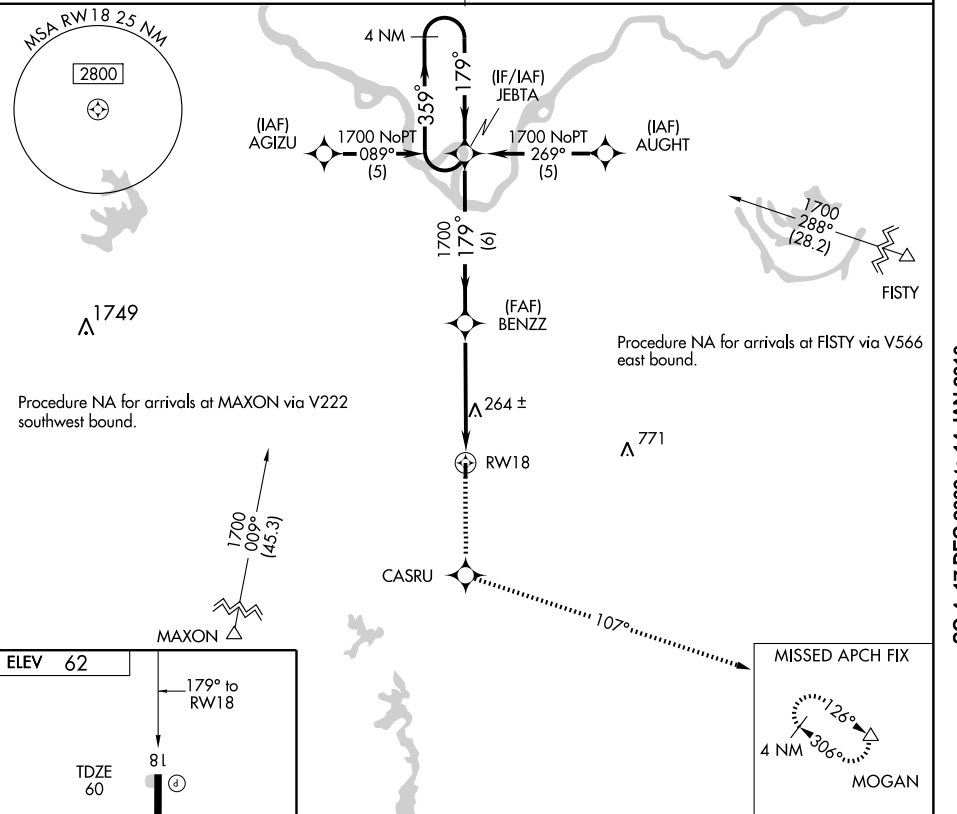 MSA RW18 25 NM
2800
4 NM
359°
179°
(IF/IAF)
JEBTA
(IAF)
AGIZU
1700 NoPT
089°
(5)
1700 NoPT
269°
(5)
(IAF)
AUGHT
1700
179°
(6)
1700
288°
(28.2)
FISTY
(FAF)
BENZZ
1749
Procedure NA for arrivals at FISTY via V566
east bound.
Procedure NA for arrivals at MAXON via V222
southwest bound.
264 ±
771
RW18
1700
009°
(45.3)
CASRU
MAXON
107°
ELEV 62
179° to
RW18
18
TDZE
60
P
MISSED APCH FIX
126°
306°
4 NM
MOGAN